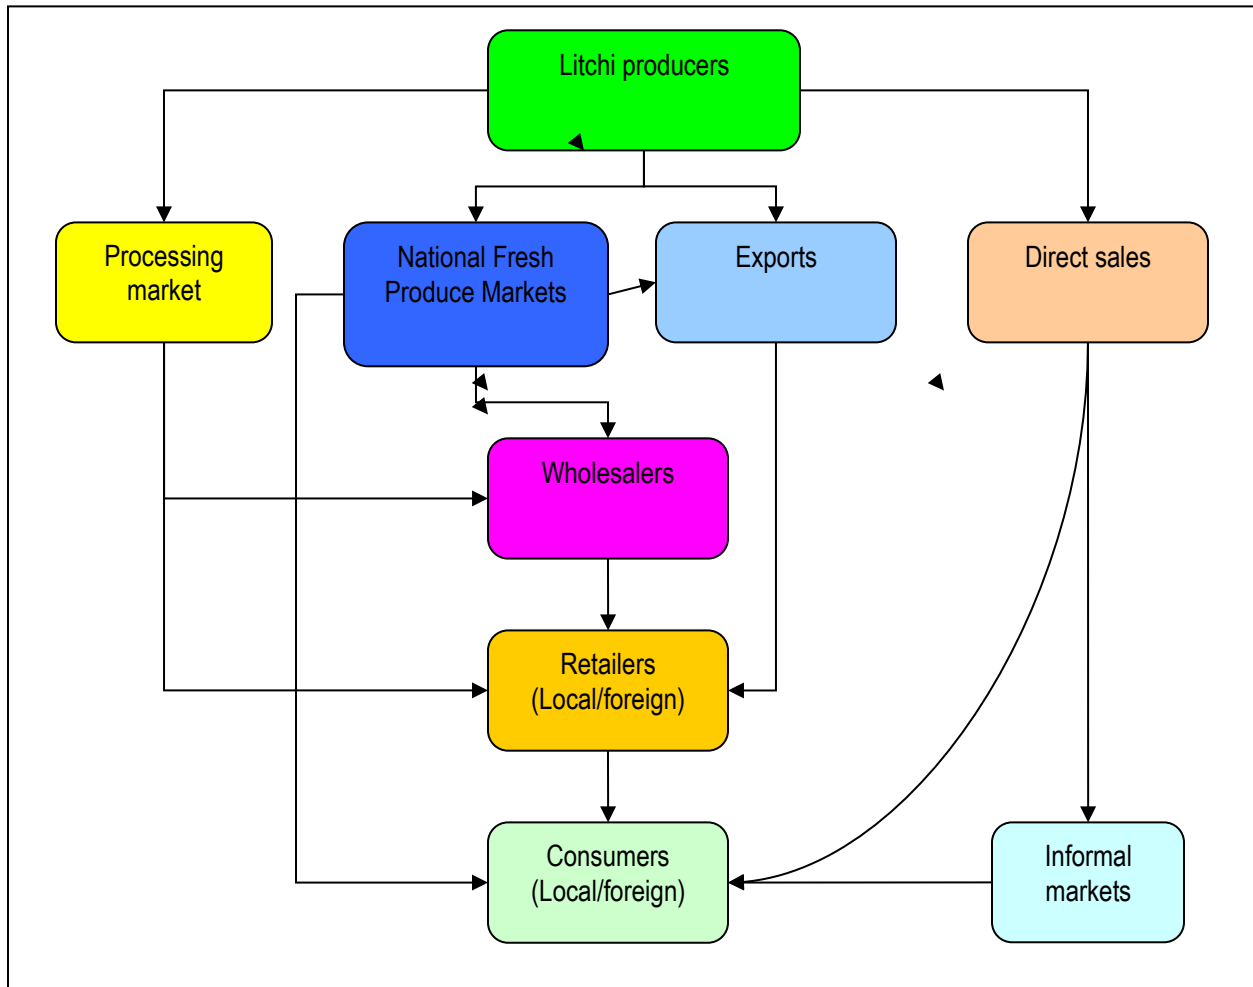 Litchi producers
Processing
market
National Fresh
Produce Markets
Exports
Direct sales
Wholesalers
Retailers
(Local/foreign)
Consumers
(Local/foreign)
Informal
markets